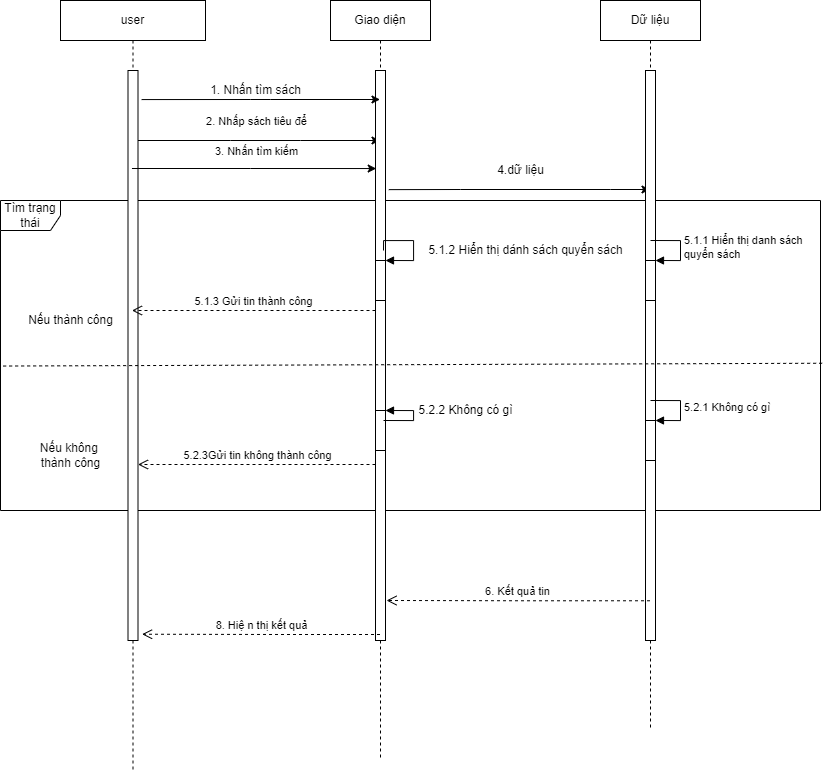 user
Giao diện
Dữ liệu
1. Nhấn tìm sách
2. Nhấp sách tiêu để
3. Nhấn tìm kiếm
4.dữ liệu
Tìm trạng
thái
5.1.2 Hiển thị dánh sách quyển sách
5.1.1 Hiển thị danh sách
quyển sách
5.1.3 Gửi tin thành công
Nếu thành công
5.2.2 Không có gì
5.2.1 Không có gì
Nếu không
thành công
5.2.3Gửi tin không thành công
6. Kết quả tin
8. Hiệ n thị kết quả